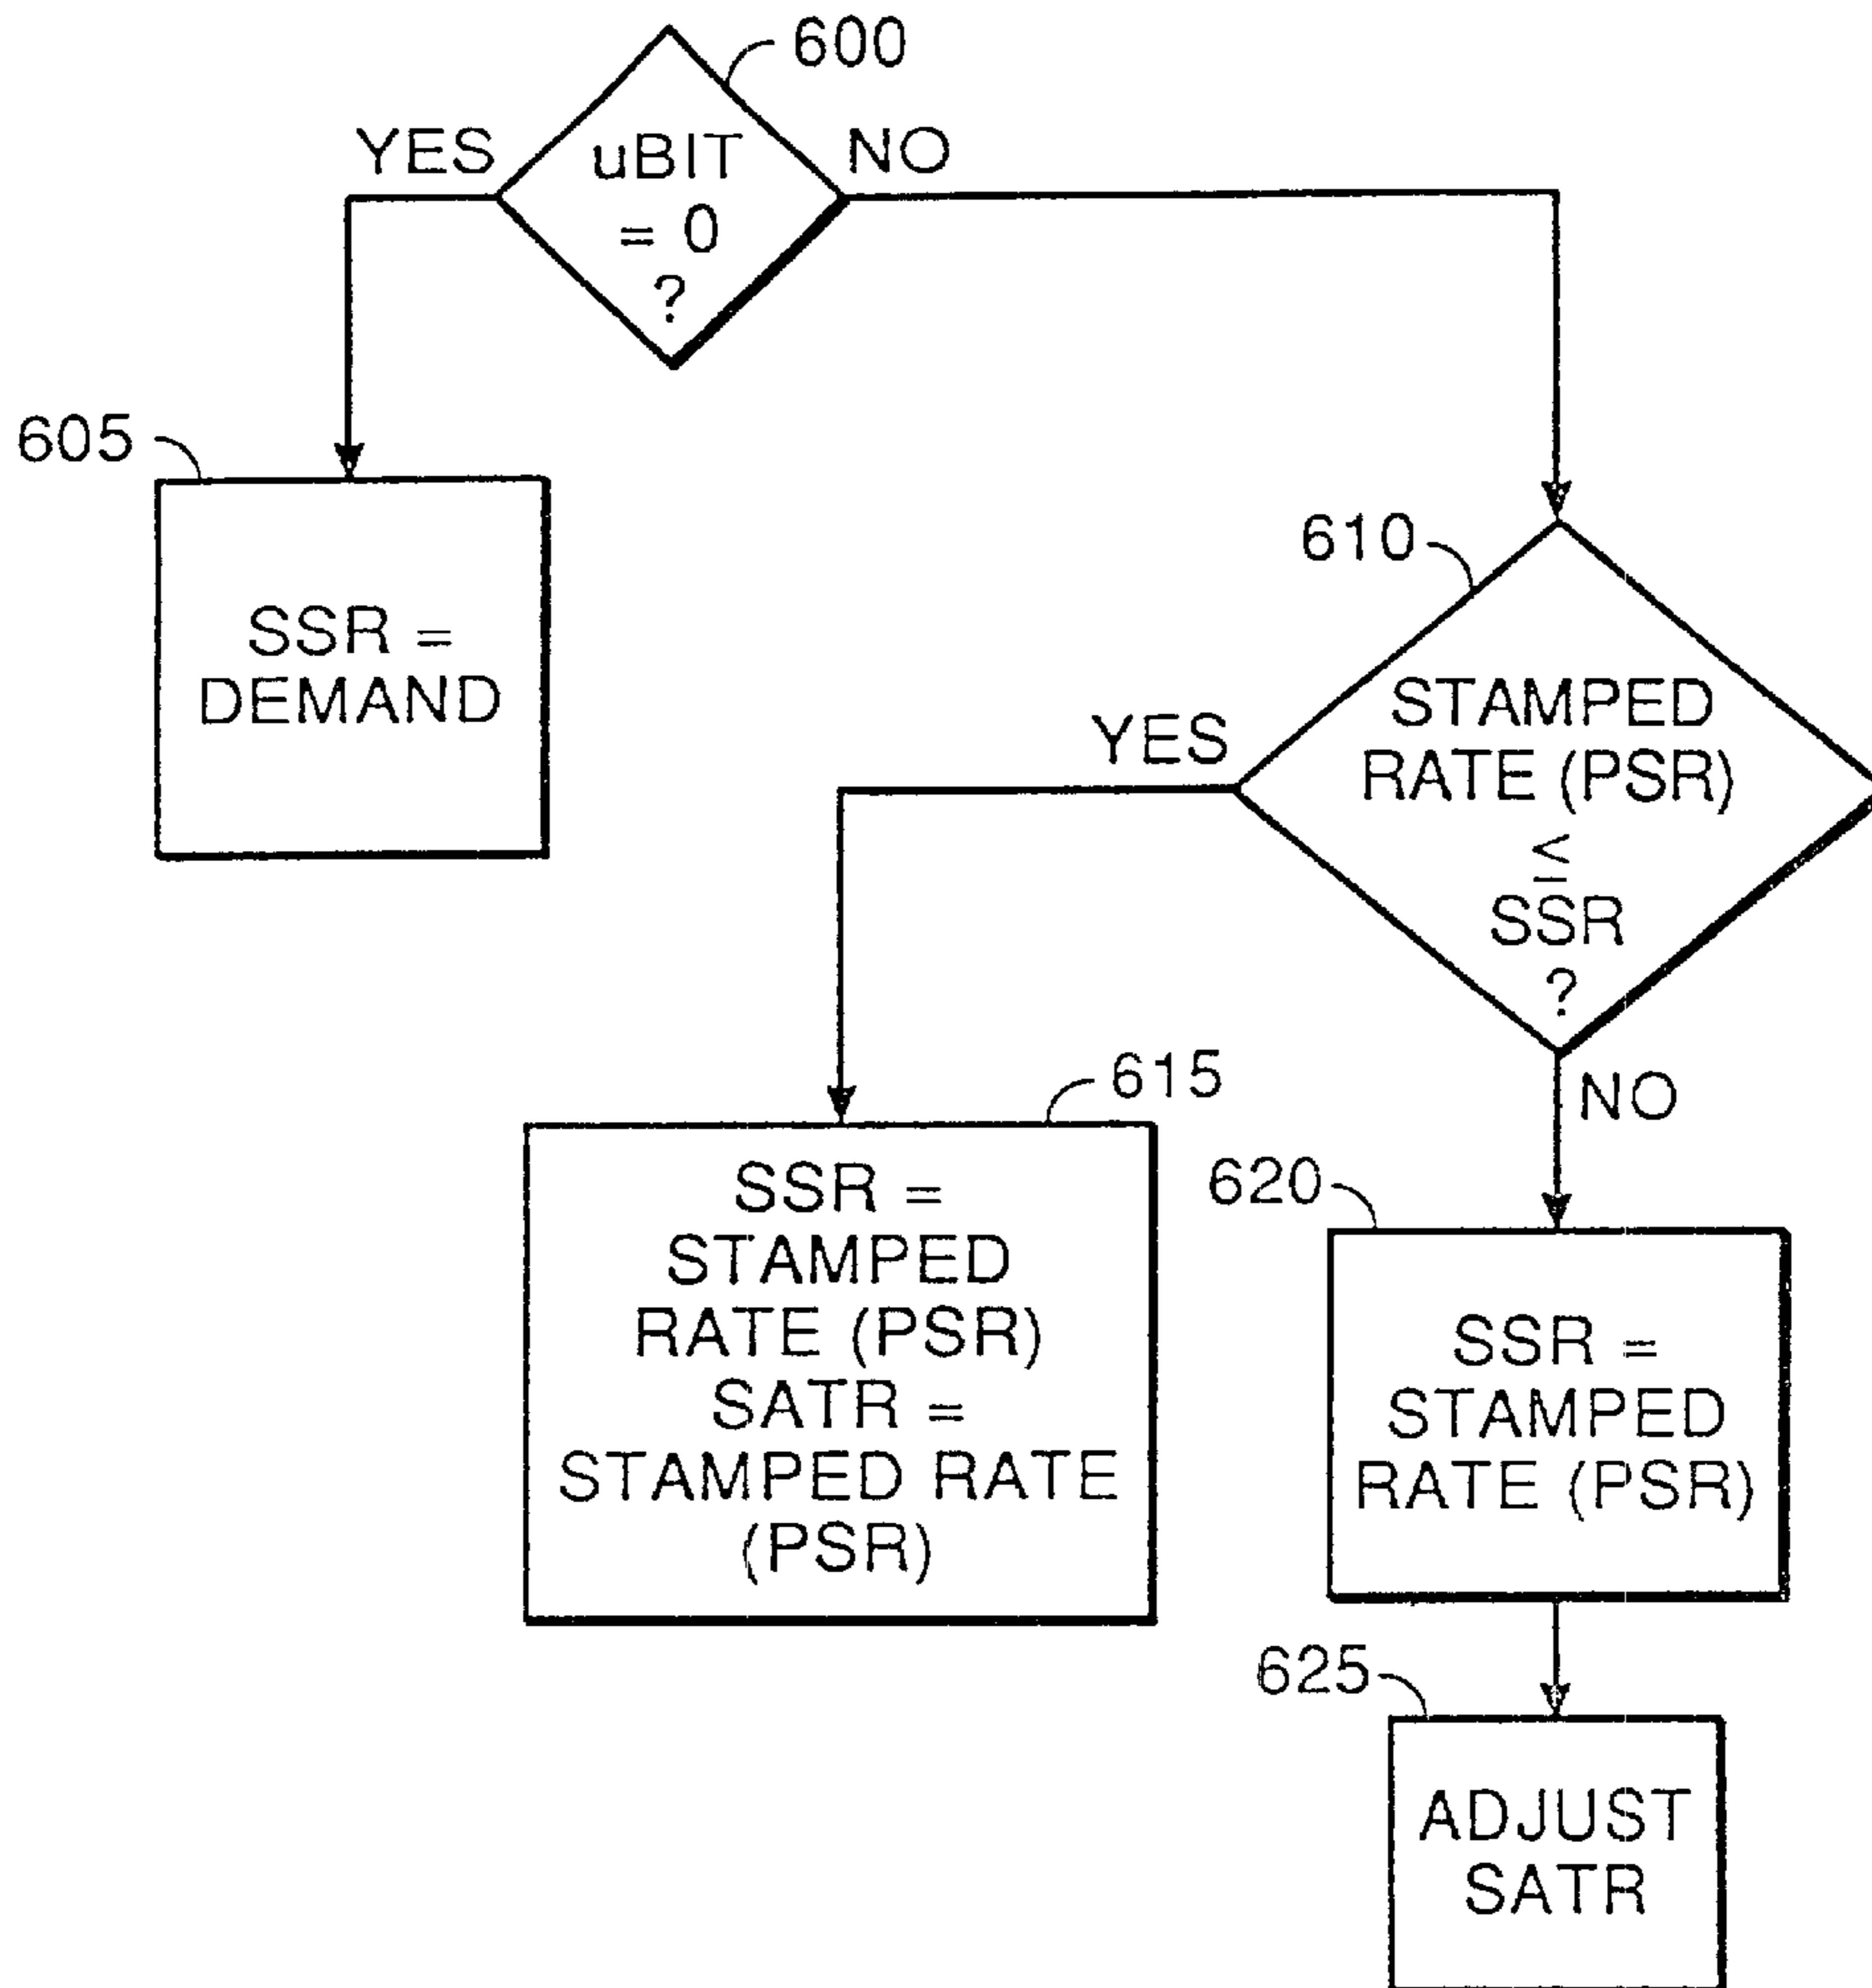 600
YES
uBIT
= 0
?
NO
605
SSR =
DEMAND
610
YES
STAMPED
RATE (PSR)
≤
SSR
?
NO
615
SSR =
STAMPED
RATE (PSR)
SATR =
STAMPED RATE
(PSR)
620
SSR =
STAMPED
RATE (PSR)
625
ADJUST
SATR